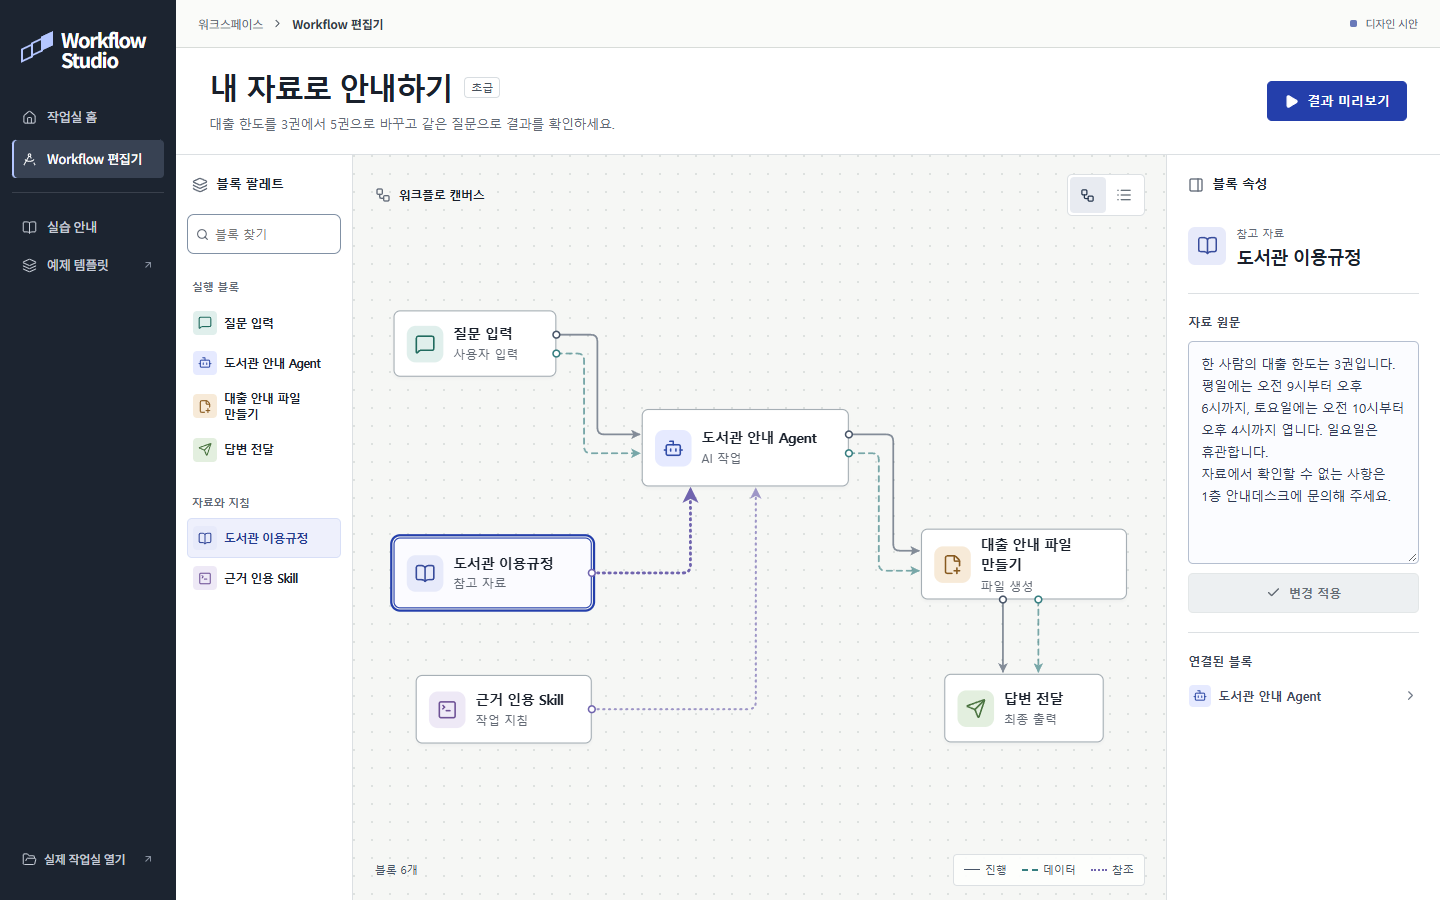 Workflow
Studio
작업실 홈
Workflow 편집기
실습 안내
예제 템플릿
실제 작업실 열기
워크스페이스
Workflow 편집기
디자인 시안
내 자료로 안내하기
초급
대출 한도를 3권에서 5권으로 바꾸고 같은 질문으로 결과를 확인하세요.
결과 미리보기
블록 팔레트
블록 찾기
실행 블록
질문 입력
도서관 안내 Agent
대출 안내 파일
만들기
답변 전달
자료와 지침
도서관 이용규정
근거 인용 Skill
워크플로 캔버스
질문 입력
사용자 입력
도서관 안내 Agent
AI 작업
도서관 이용규정
참고 자료
대출 안내 파일
만들기
파일 생성
근거 인용 Skill
작업 지침
답변 전달
최종 출력
블록 6개
진행
데이터
참조
블록 속성
참고 자료
도서관 이용규정
자료 원문
한 사람의 대출 한도는 3권입니다.
평일에는 오전 9시부터 오후
6시까지, 토요일에는 오전 10시부터
오후 4시까지 엽니다. 일요일은
휴관합니다.
자료에서 확인할 수 없는 사항은
1층 안내데스크에 문의해 주세요.
변경 적용
연결된 블록
도서관 안내 Agent